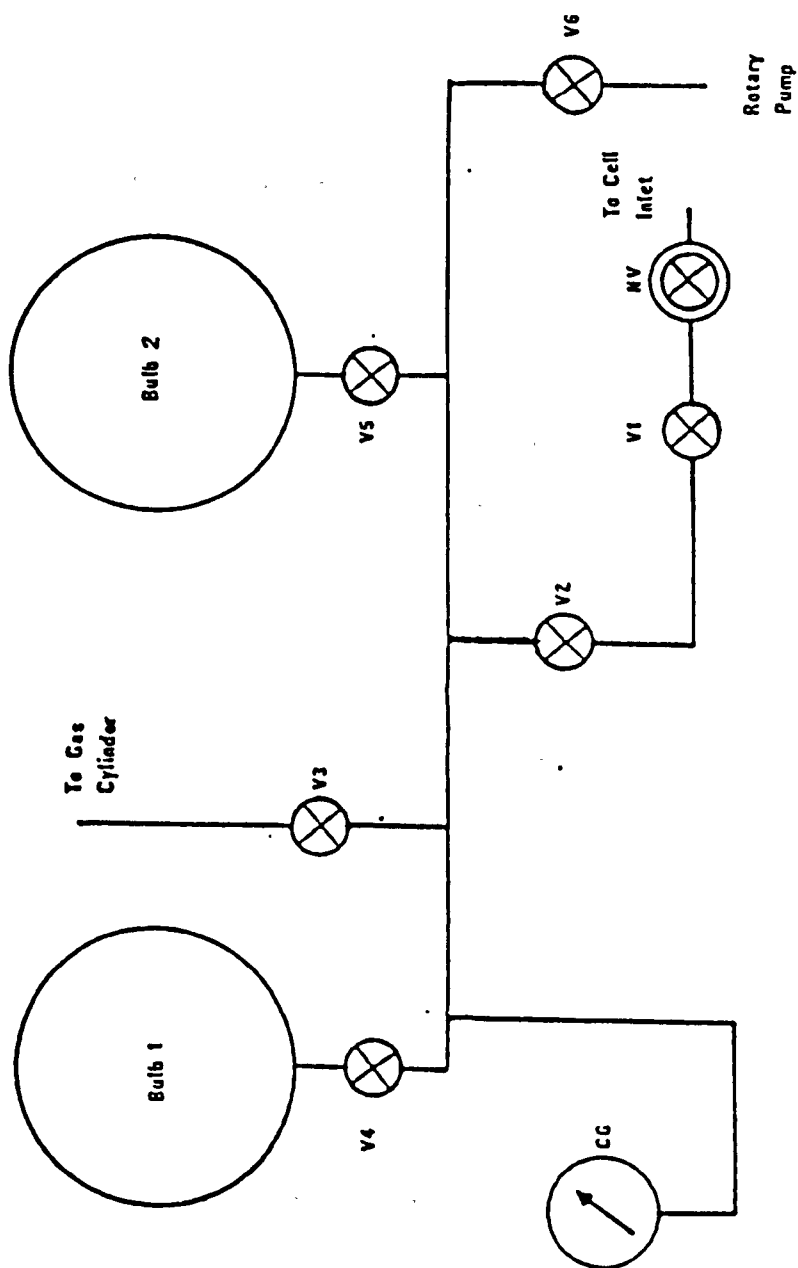 Bulb 1
V4
CG
To Gas
Cylinder
V3
V2
Bulb 2
V5
V1
NV
To Cell
Inlet
V6
Rotary
Pump